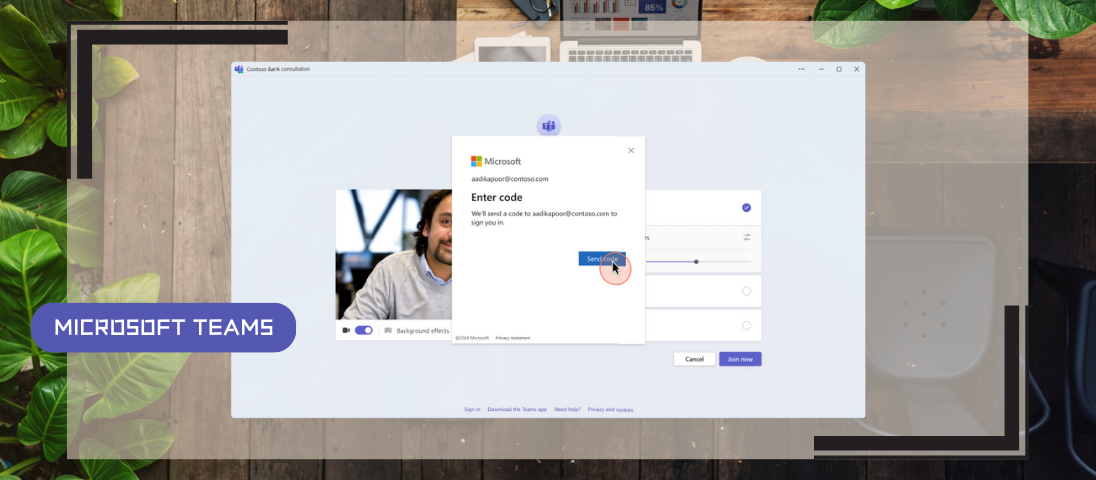 85%
Contoso Bank consultation
Microsoft
aadikapoor@contoso.com
Enter code
We'll send a code to aadikapoor@contoso.com to
sign you in.
Send code
Background effects
©2024 Microsoft Privacy statement
Cancel Join now
Sign in Download the Teams app Need help? Privacy and cookies
MICROSOFT TEAMS